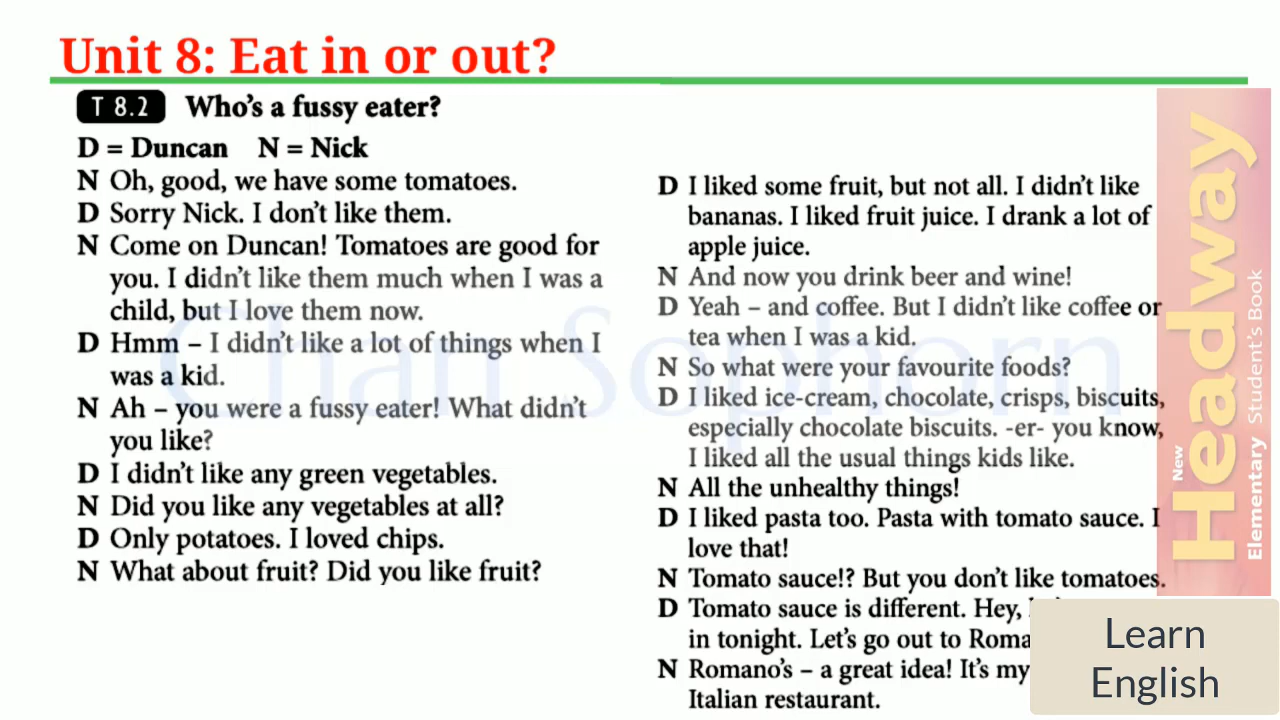 Unit 8: Eat in or out?
T 8.2 Who's a fussy eater?
D = Duncan N = Nick
N Oh, good, we have some tomatoes.
D Sorry Nick. I don't like them.
N Come on Duncan! Tomatoes are good for
you. I didn't like them much when I was a
child, but I love them now.
D Hmm – I didn't like a lot of things when I
was a kid.
N Ah – you were a fussy eater! What didn't
you like?
D I didn't like any green vegetables.
N Did you like any vegetables at all?
D Only potatoes. I loved chips.
N What about fruit? Did you like fruit?
D I liked some fruit, but not all. I didn't like
bananas. I liked fruit juice. I drank a lot of
apple juice.
N And now you drink beer and wine!
D Yeah – and coffee. But I didn't like coffee or
tea when I was a kid.
N So what were your favourite foods?
D I liked ice-cream, chocolate, crisps, biscuits,
especially chocolate biscuits. -er- you know,
I liked all the usual things kids like.
N All the unhealthy things!
D I liked pasta too. Pasta with tomato sauce. I
love that!
N Tomato sauce!? But you don't like tomatoes.
D Tomato sauce is different. Hey,
in tonight. Let's go out to
N Romano's – a great idea! It's my
Italian restaurant.
Chan Sophorn
New Headway
Elementary Student's Book
Learn
English